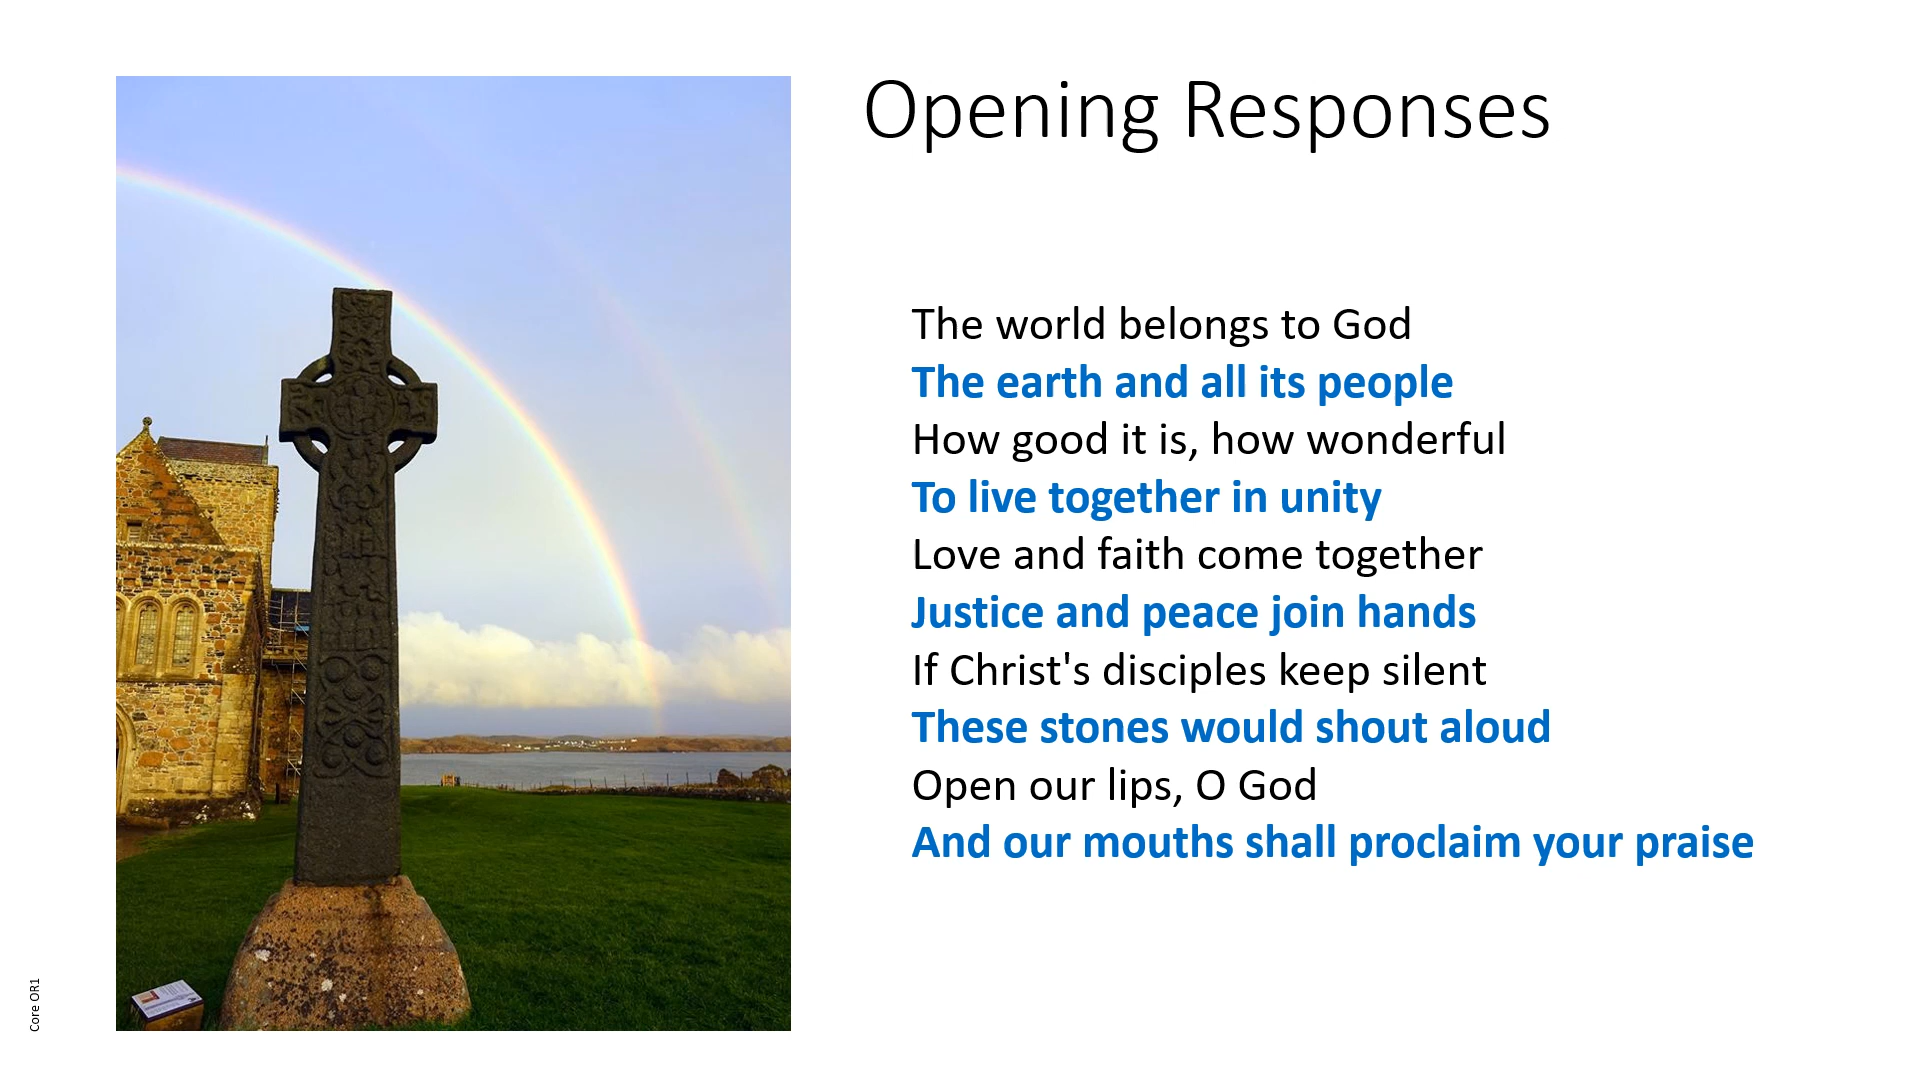 Opening Responses
The world belongs to God
The earth and all its people
How good it is, how wonderful
To live together in unity
Love and faith come together
Justice and peace join hands
If Christ's disciples keep silent
These stones would shout aloud
Open our lips, O God
And our mouths shall proclaim your praise
Core OR1